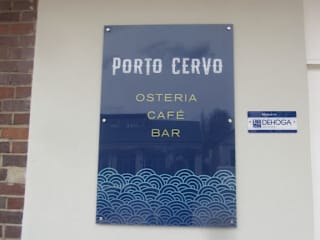 PORTO CERVO
OSTERIA
CAFÉ
BAR
DEHOGA